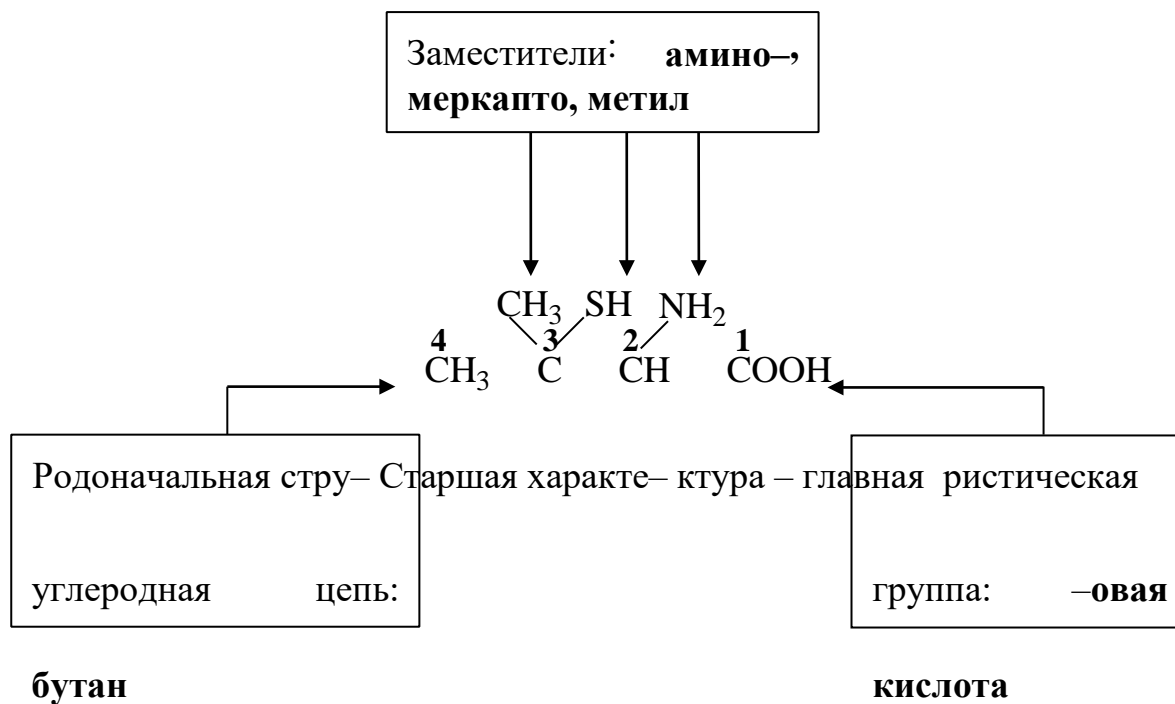 Заместители: амино–,
меркапто, метил
CH₃ SH NH₂
4 3 2 1
CH₃ C CH COOH
Родоначальная стру– Старшая характе– ктура – главная ристическая
углеродная цепь: группа: –овая
бутан кислота